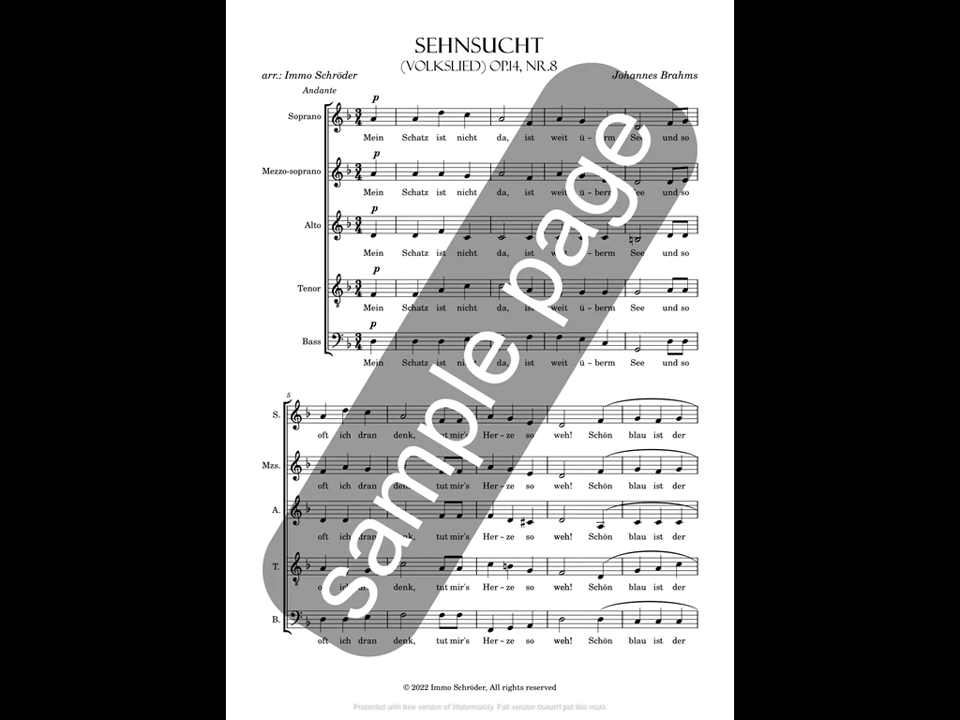 SEHNSUCHT
(VOLKSLIED) OP.14, NR.8
arr.: Immo Schröder
Johannes Brahms
Andante
p
Soprano
Mein Schatz ist nicht da, ist weit ü - berm See und so
p
Mezzo-soprano
Mein Schatz ist nicht da, ist weit ü - berm See und so
p
Alto
Mein Schatz ist nicht da, ist weit - berm See und so
p
Tenor
Mein Schatz ist nicht da, ist weit ü - berm See und so
p
Bass
Mein Schatz ist nicht da, ist weit ü - berm See und so
5
S.
oft ich dran denk, tut mir's Her - ze so weh! Schön blau ist der
Mzs.
oft ich dran denk, tut mir's Her - ze so weh! Schön blau ist der
A.
oft ich tut mir's Her - ze so weh! Schön blau ist der
T.
denk, tut mir's Her - ze so weh! Schön blau ist der
B.
oft ich dran denk, tut mir's Her - ze so weh! Schön blau ist der
sample page
© 2022 Immo Schröder, All rights reserved
Protected with free version of Watermarkly. Full version doesn't put this mark.